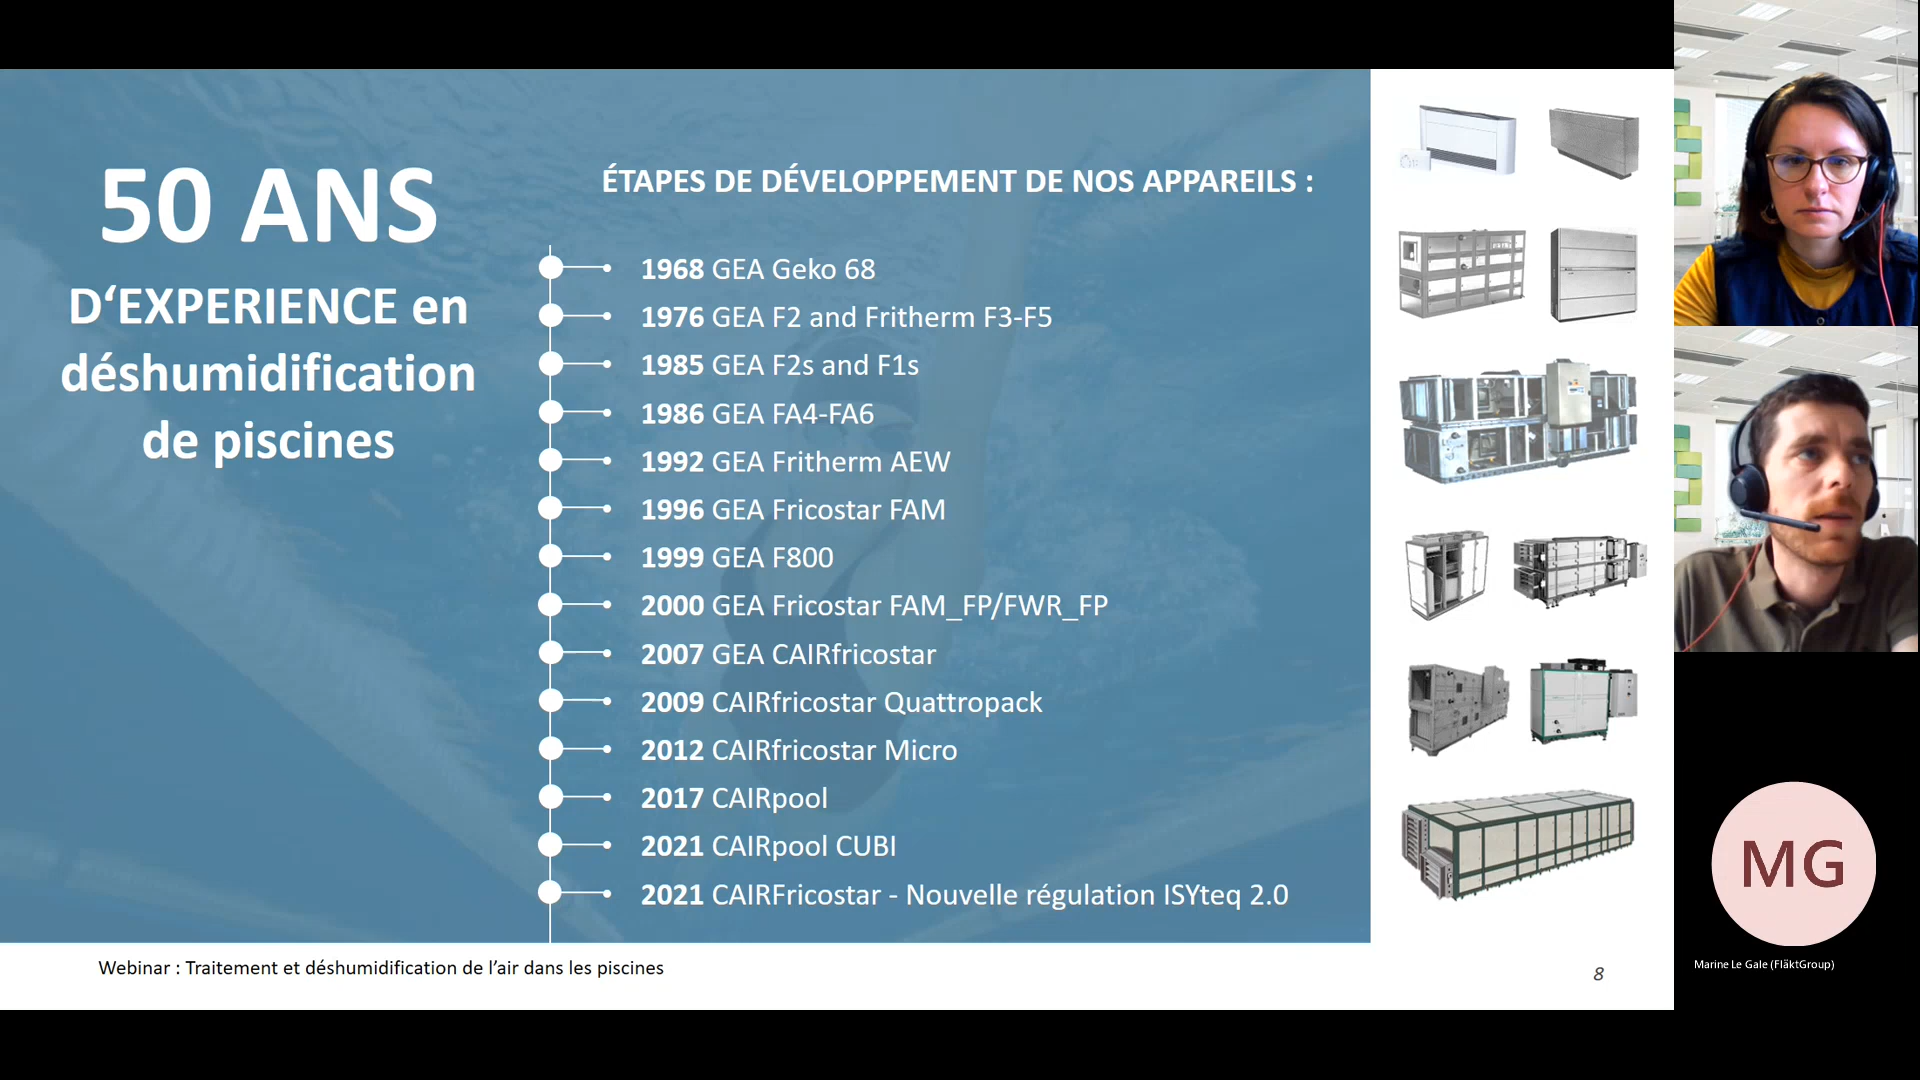 50 ANS
D‘EXPERIENCE en
déshumidification
de piscines
ÉTAPES DE DÉVELOPPEMENT DE NOS APPAREILS :
1968 GEA Geko 68
1976 GEA F2 and Fritherm F3-F5
1985 GEA F2s and F1s
1986 GEA FA4-FA6
1992 GEA Fritherm AEW
1996 GEA Fricostar FAM
1999 GEA F800
2000 GEA Fricostar FAM_FP/FWR_FP
2007 GEA CAIRfricostar
2009 CAIRfricostar Quattropack
2012 CAIRfricostar Micro
2017 CAIRpool
2021 CAIRpool CUBI
2021 CAIRFricostar - Nouvelle régulation ISYteq 2.0
Webinar : Traitement et déshumidification de l’air dans les piscines
8
MG
Marine Le Gale (FläktGroup)